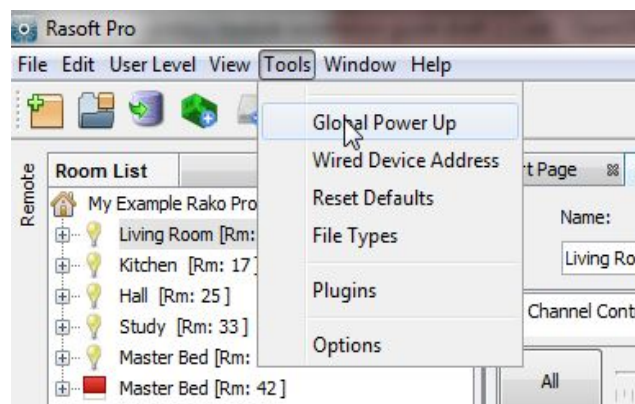 Rasoft Pro
File Edit User Level View Tools Window Help
Global Power Up
Wired Device Address
Reset Defaults
File Types
Plugins
Options
Remote
Room List
My Example Rako Pro
Living Room [Rm:
Kitchen [Rm: 17]
Hall [Rm: 25]
Study [Rm: 33]
Master Bed [Rm:
Master Bed [Rm: 42]
rt Page
Name:
Living Ro
Channel Cont
All